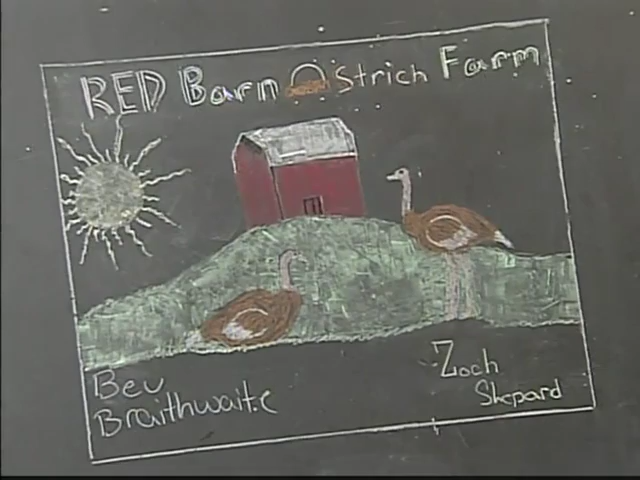 RED Barn Ostrich Farm
Bev
Braithwaite
Zach
Shepard